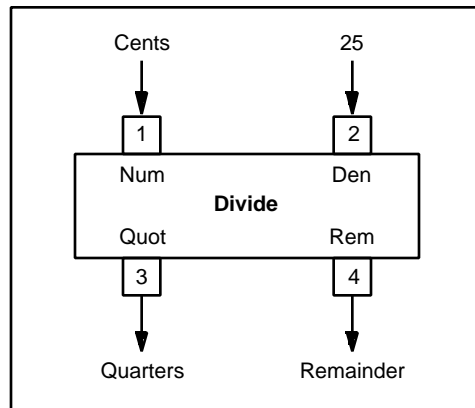 Cents 25
1 2
Num Den
Divide
Quot Rem
3 4
Quarters Remainder